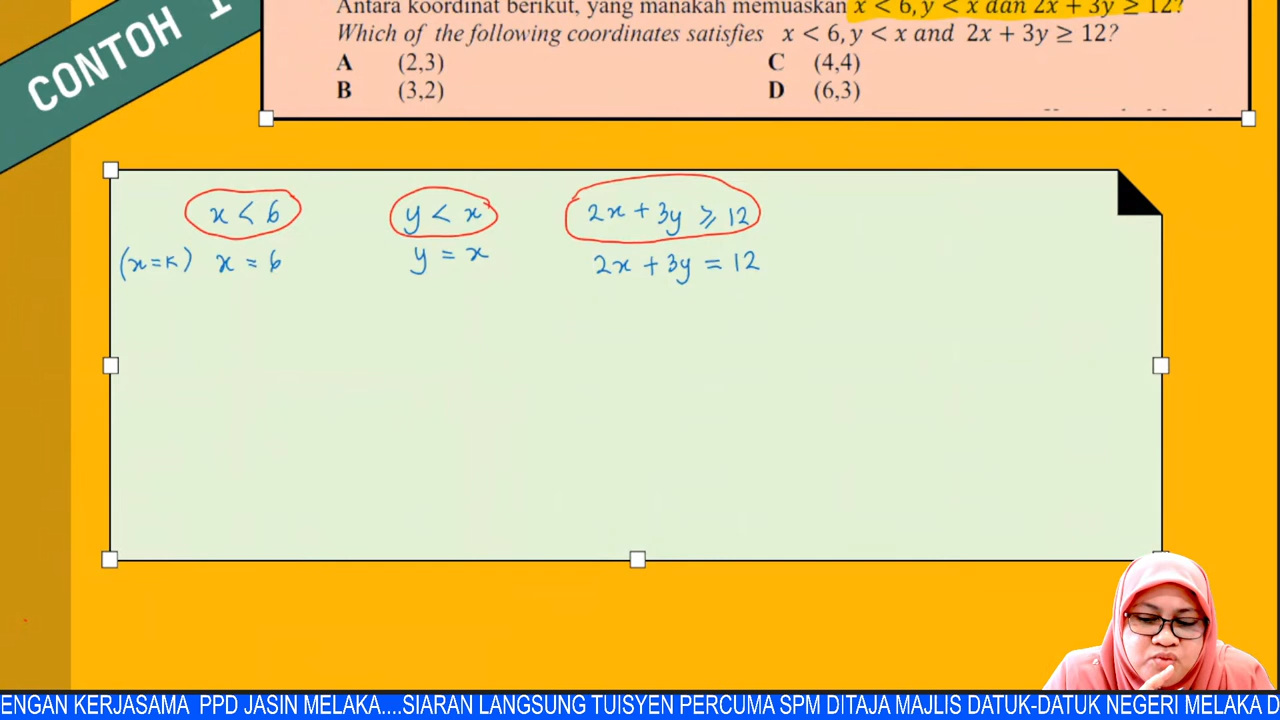 CONTOH 1
Antara koordinat berikut, yang manakah memuaskan x < 6, y < x dan 2x + 3y ≥ 12?
Which of the following coordinates satisfies x < 6, y < x and 2x + 3y ≥ 12?
A (2,3) C (4,4)
B (3,2) D (6,3)
x < 6 y < x 2x + 3y ⩾ 12
(x=k) x = 6 y = x 2x + 3y = 12
ENGAN KERJASAMA PPD JASIN MELAKA....SIARAN LANGSUNG TUISYEN PERCUMA SPM DITAJA MAJLIS DATUK-DATUK NEGERI MELAKA D